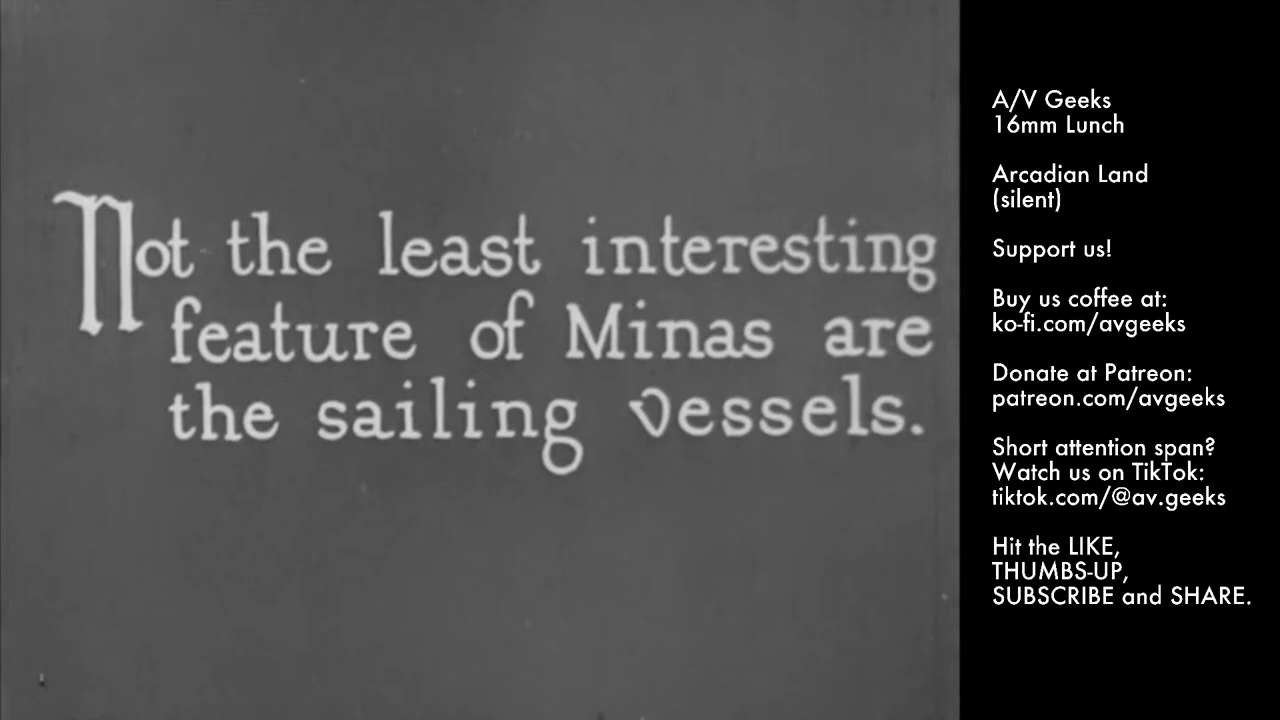 Not the least interesting
feature of Minas are
the sailing vessels.
A/V Geeks
16mm Lunch
Arcadian Land
(silent)
Support us!
Buy us coffee at:
ko-fi.com/avgeeks
Donate at Patreon:
patreon.com/avgeeks
Short attention span?
Watch us on TikTok:
tiktok.com/@av.geeks
Hit the LIKE,
THUMBS-UP,
SUBSCRIBE and SHARE.